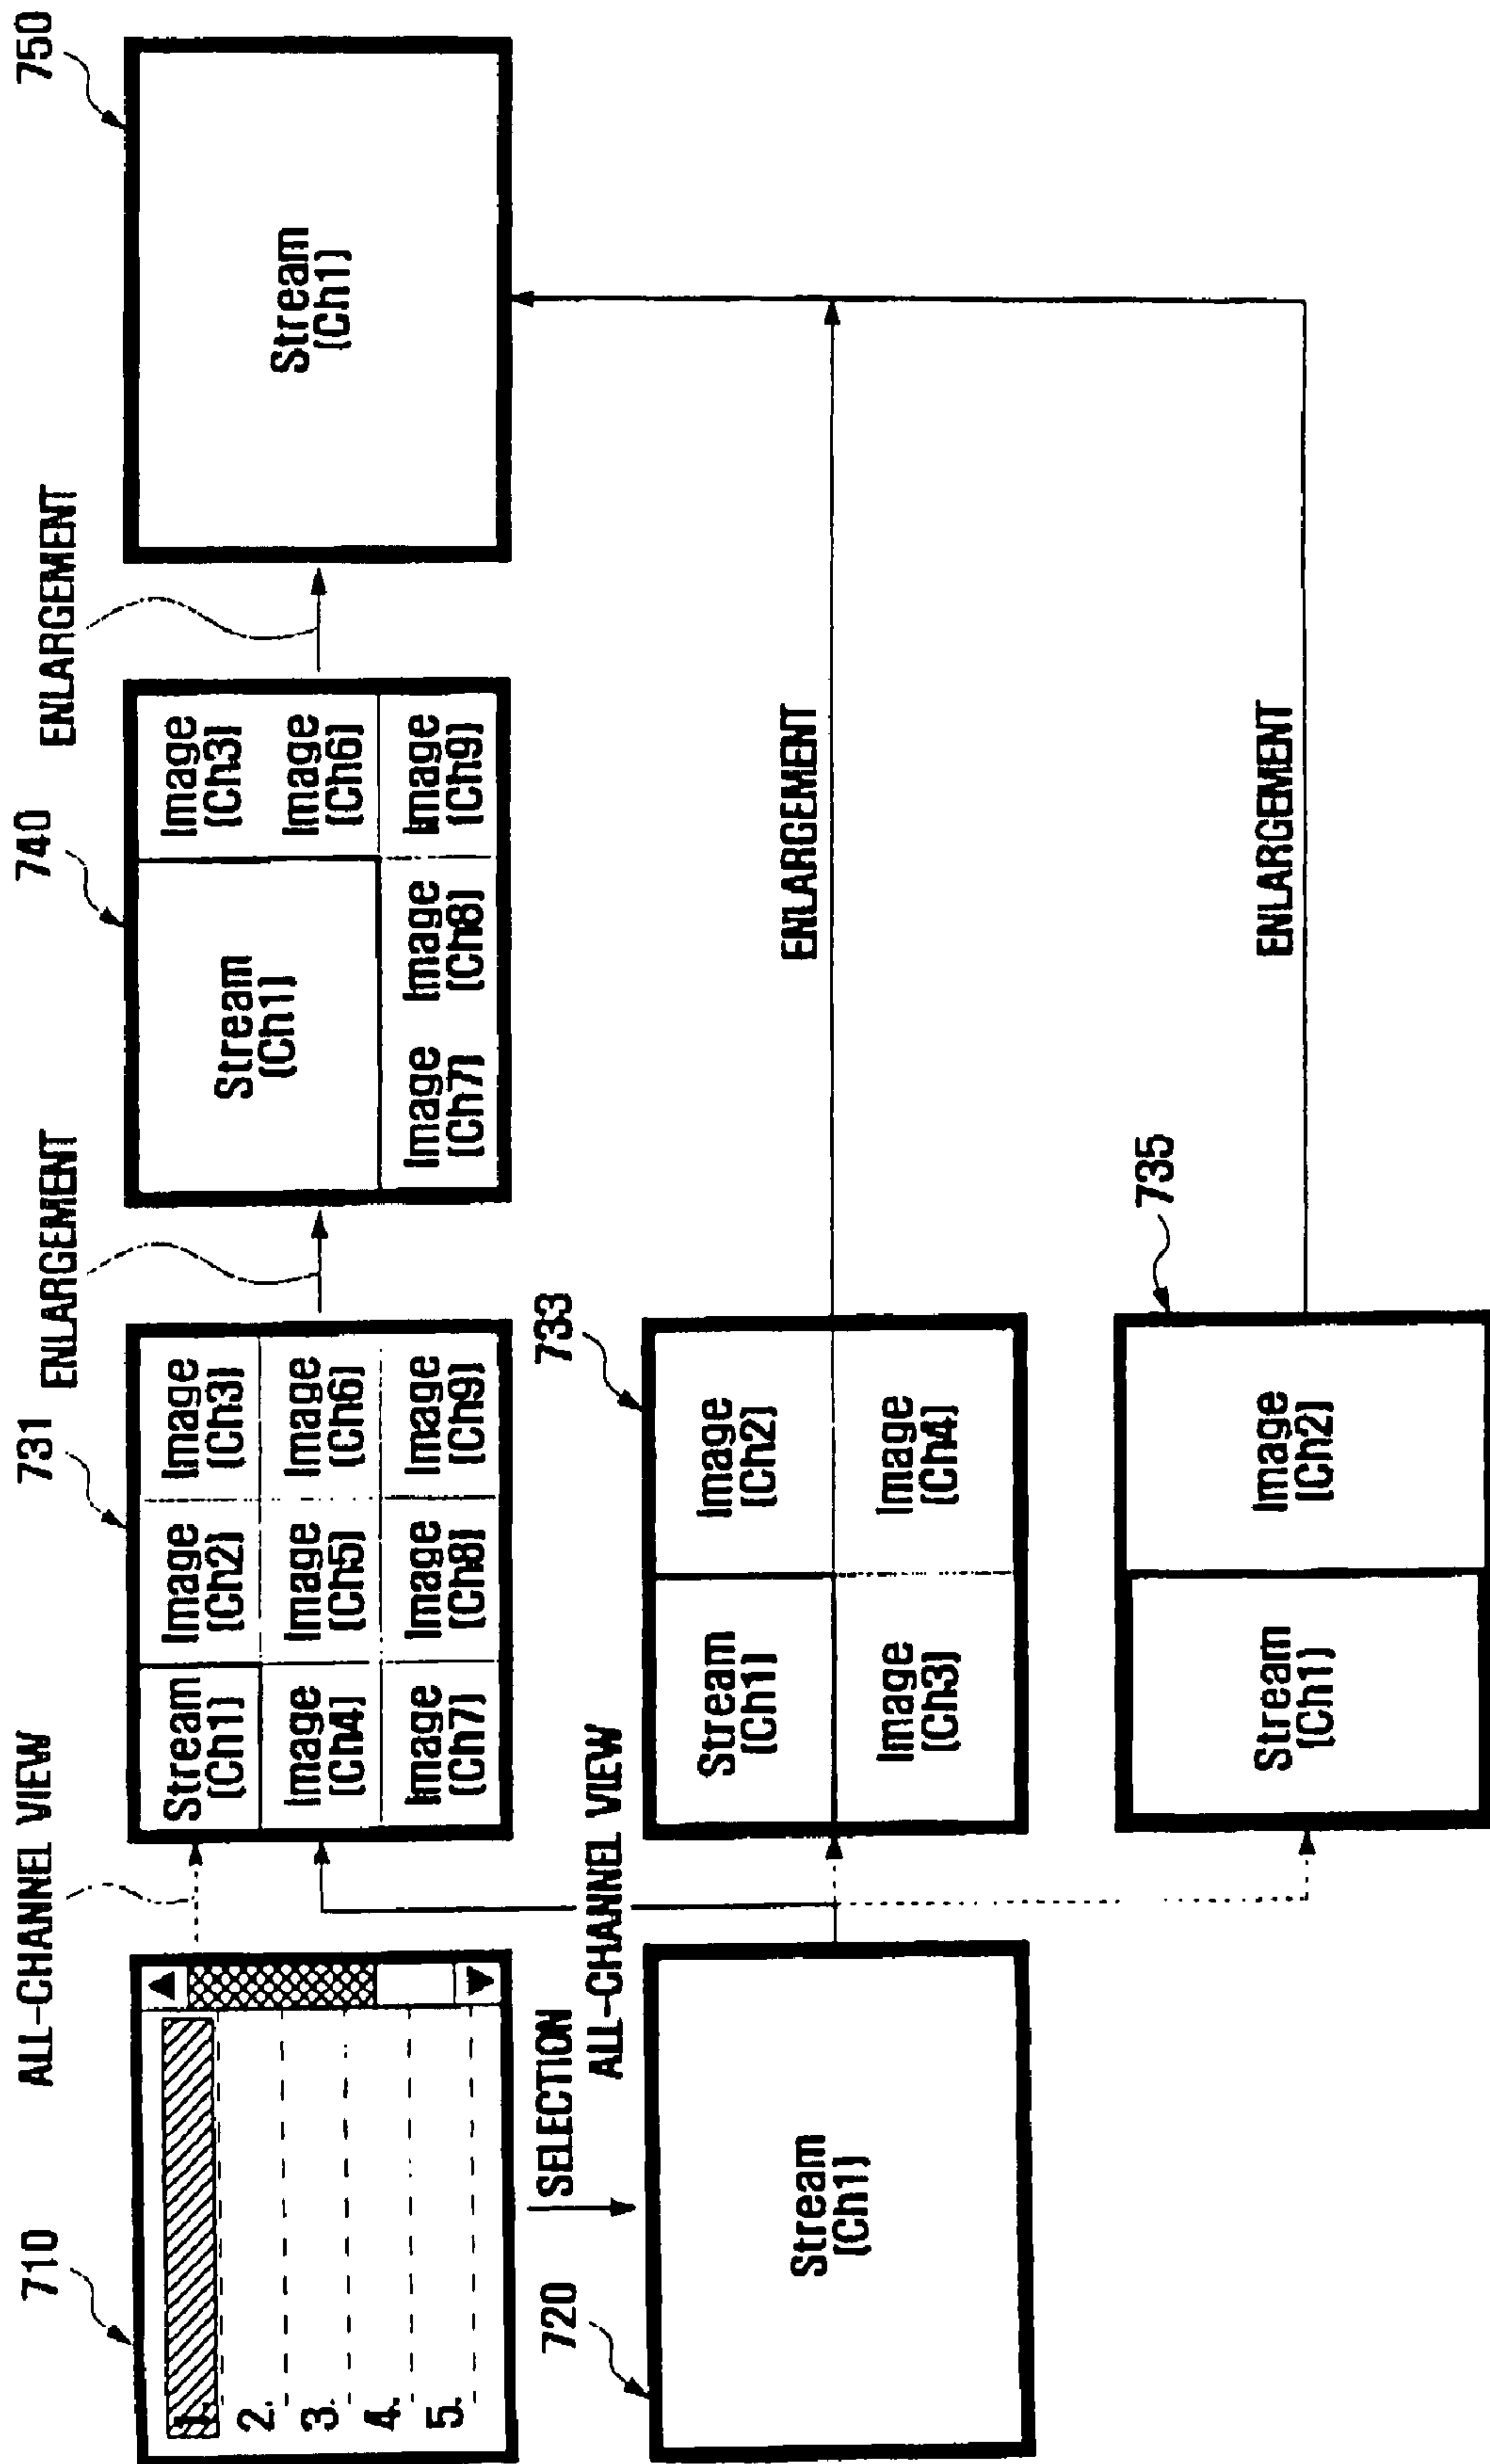 710
1.
2.
3.
4.
5.
ALL-CHANNEL VIEW
SELECTION
720
Stream
(Ch1)
ALL-CHANNEL VIEW
731
Stream
(Ch1)
Image
(Ch2)
Image
(Ch3)
Image
(Ch4)
Image
(Ch5)
Image
(Ch6)
Image
(Ch7)
Image
(Ch8)
Image
(Ch9)
ENLARGEMENT
740
Stream
(Ch1)
Image
(Ch3)
Image
(Ch6)
Image
(Ch7)
Image
(Ch8)
Image
(Ch9)
ENLARGEMENT
750
Stream
(Ch1)
733
Stream
(Ch1)
Image
(Ch2)
Image
(Ch3)
Image
(Ch4)
ENLARGEMENT
735
Stream
(Ch1)
Image
(Ch2)
ENLARGEMENT